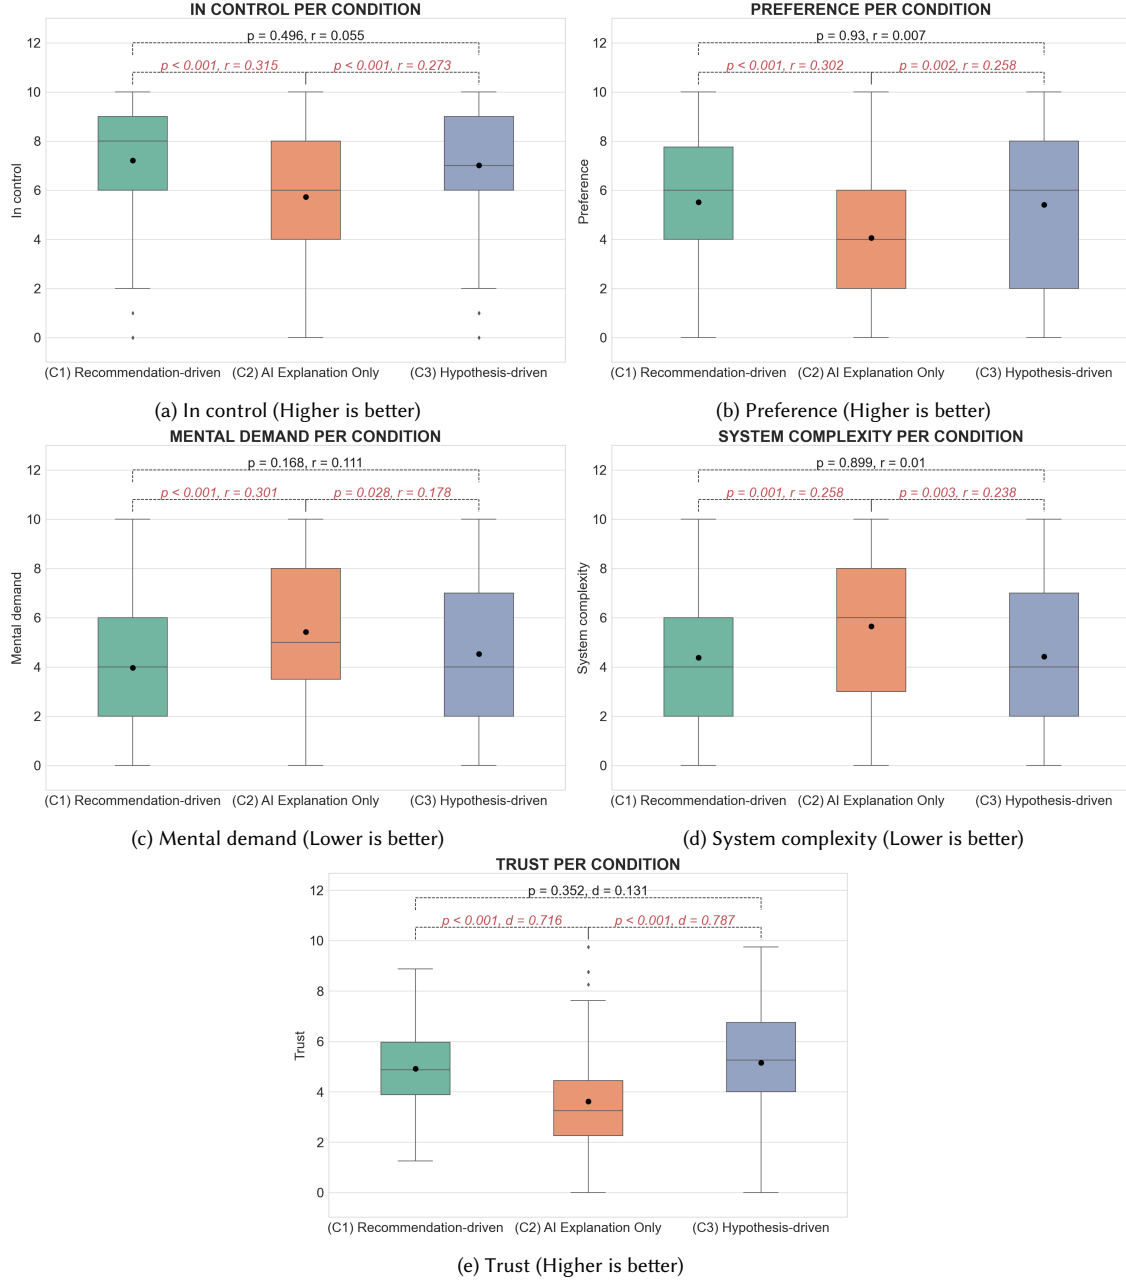 IN CONTROL PER CONDITION
12
p = 0.496, r = 0.055
p < 0.001, r = 0.315
p < 0.001, r = 0.273
10
8
6
4
2
0
In control
(C1) Recommendation-driven
(C2) AI Explanation Only
(C3) Hypothesis-driven
(a) In control (Higher is better)
PREFERENCE PER CONDITION
12
p = 0.93, r = 0.007
p < 0.001, r = 0.302
p = 0.002, r = 0.258
10
8
6
4
2
0
Preference
(C1) Recommendation-driven
(C2) AI Explanation Only
(C3) Hypothesis-driven
(b) Preference (Higher is better)
MENTAL DEMAND PER CONDITION
12
p = 0.168, r = 0.111
p < 0.001, r = 0.301
p = 0.028, r = 0.178
10
8
6
4
2
0
Mental demand
(C1) Recommendation-driven
(C2) AI Explanation Only
(C3) Hypothesis-driven
(c) Mental demand (Lower is better)
SYSTEM COMPLEXITY PER CONDITION
12
p = 0.899, r = 0.01
p = 0.001, r = 0.258
p = 0.003, r = 0.238
10
8
6
4
2
0
System complexity
(C1) Recommendation-driven
(C2) AI Explanation Only
(C3) Hypothesis-driven
(d) System complexity (Lower is better)
TRUST PER CONDITION
12
p = 0.352, d = 0.131
p < 0.001, d = 0.716
p < 0.001, d = 0.787
10
8
6
4
2
0
Trust
(C1) Recommendation-driven
(C2) AI Explanation Only
(C3) Hypothesis-driven
(e) Trust (Higher is better)